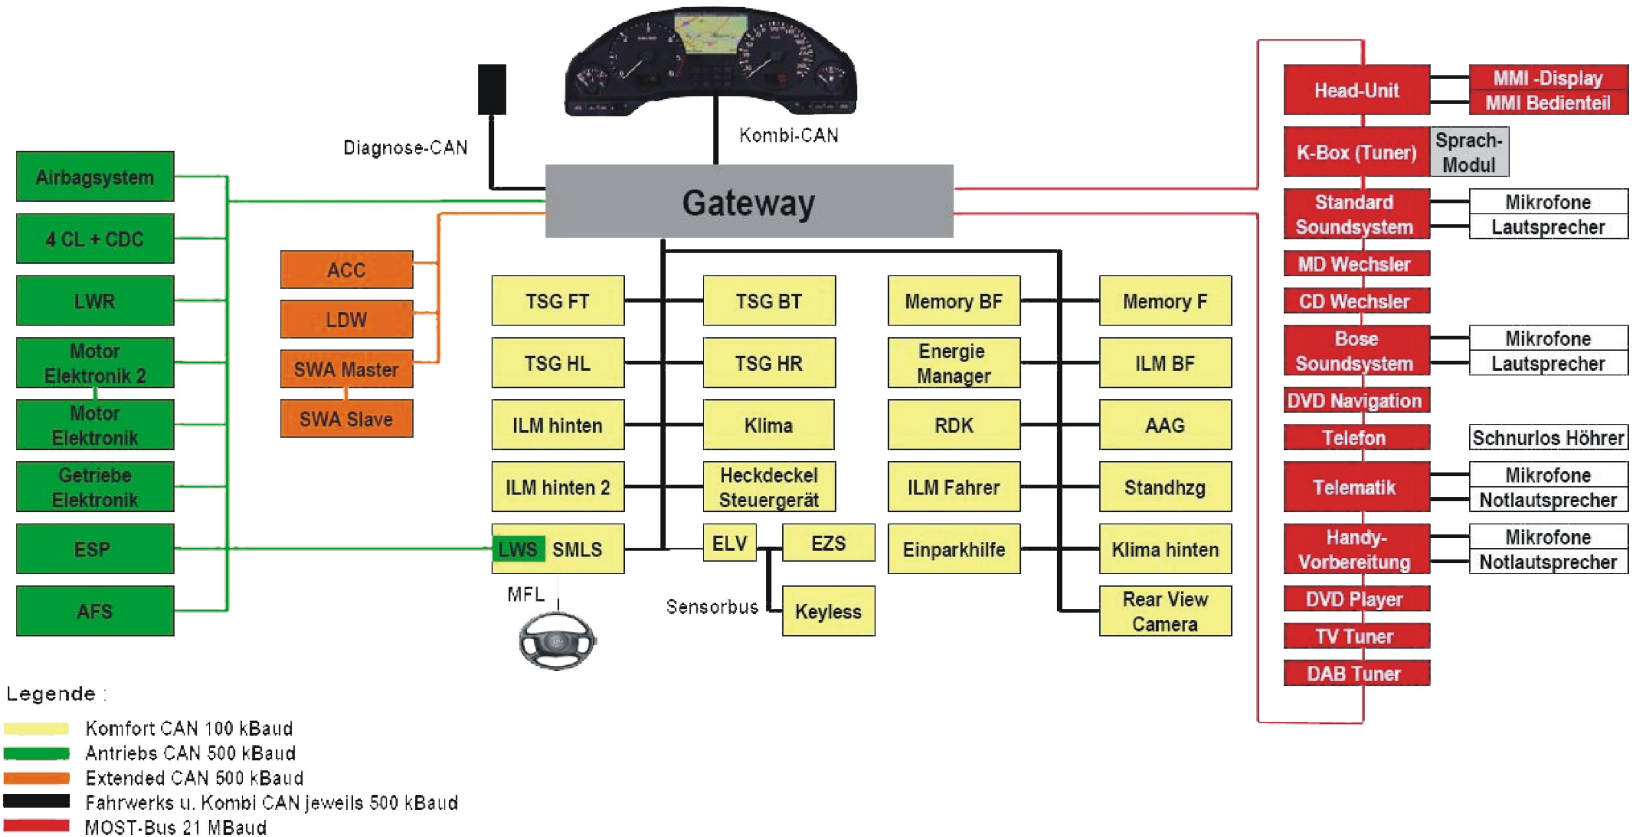 Diagnose-CAN
Kombi-CAN
Gateway
Airbagsystem
4 CL + CDC
LWR
Motor
Elektronik 2
Motor
Elektronik
Getriebe
Elektronik
ESP
AFS
ACC
LDW
SWA Master
SWA Slave
TSG FT
TSG BT
TSG HL
TSG HR
ILM hinten
Klima
ILM hinten 2
Heckdeckel
Steuergerät
LWS SMLS
ELV
EZS
MFL
Sensorbus
Keyless
Memory BF
Memory F
Energie
Manager
ILM BF
RDK
AAG
ILM Fahrer
Standhzg
Einparkhilfe
Klima hinten
Rear View
Camera
Head-Unit
MMI -Display
MMI Bedienteil
K-Box (Tuner)
Sprach-
Modul
Standard
Soundsystem
Mikrofone
Lautsprecher
MD Wechsler
CD Wechsler
Bose
Soundsystem
Mikrofone
Lautsprecher
DVD Navigation
Telefon
Schnurlos Höhrer
Telematik
Mikrofone
Notlautsprecher
Handy-
Vorbereitung
Mikrofone
Notlautsprecher
DVD Player
TV Tuner
DAB Tuner
Legende :
Komfort CAN 100 kBaud
Antriebs CAN 500 kBaud
Extended CAN 500 kBaud
Fahrwerks u. Kombi CAN jeweils 500 kBaud
MOST-Bus 21 MBaud